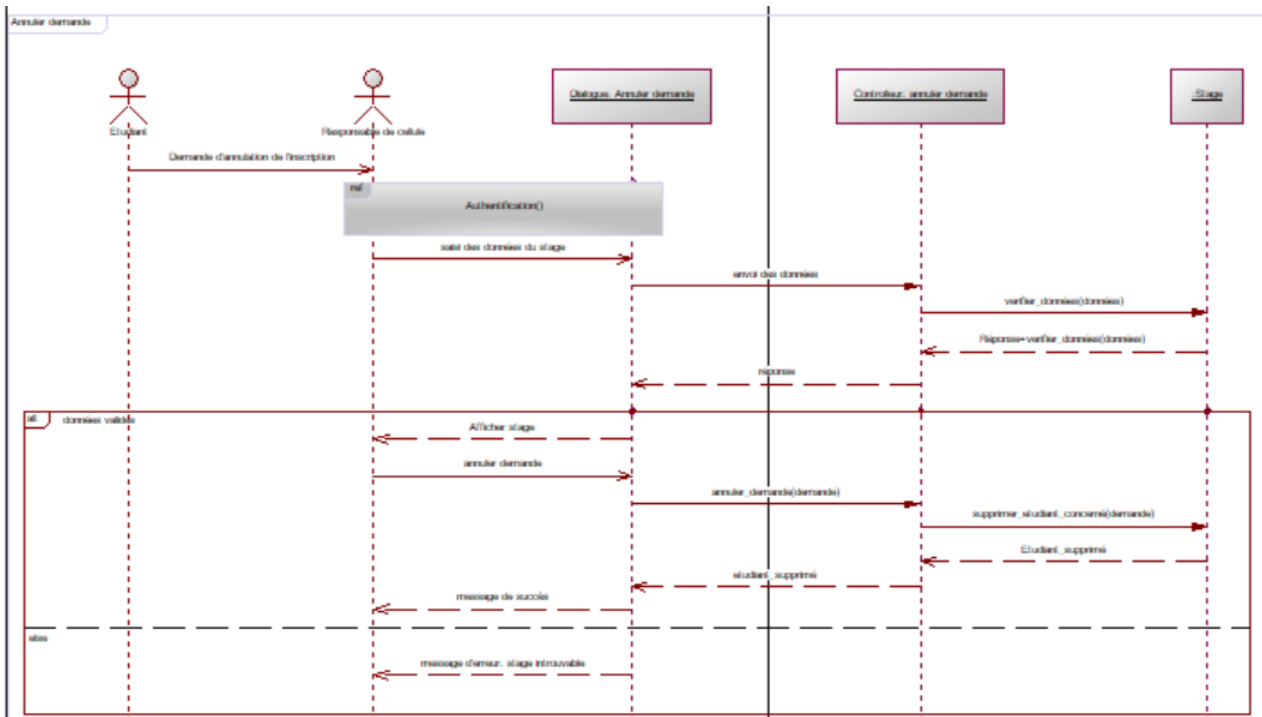 Annuler demande
Dialogue. Annuler demande
Controlleur. annuler demande
.Stage
Etudiant
Responsable de cellule
Demande d'annulation de l'inscription
ref
Authentification()
saisi des données du stage
envoi des données
verifier_données(données)
Réponse=verifier_données(données)
réponse
alt
données valides
Afficher stage
annuler demande
annuler_demande(demande)
supprimer_etudiant_concerné(demande)
Etudiant_supprimé
etudiant_supprimé
message de succès
else
message d'erreur. stage introuvable